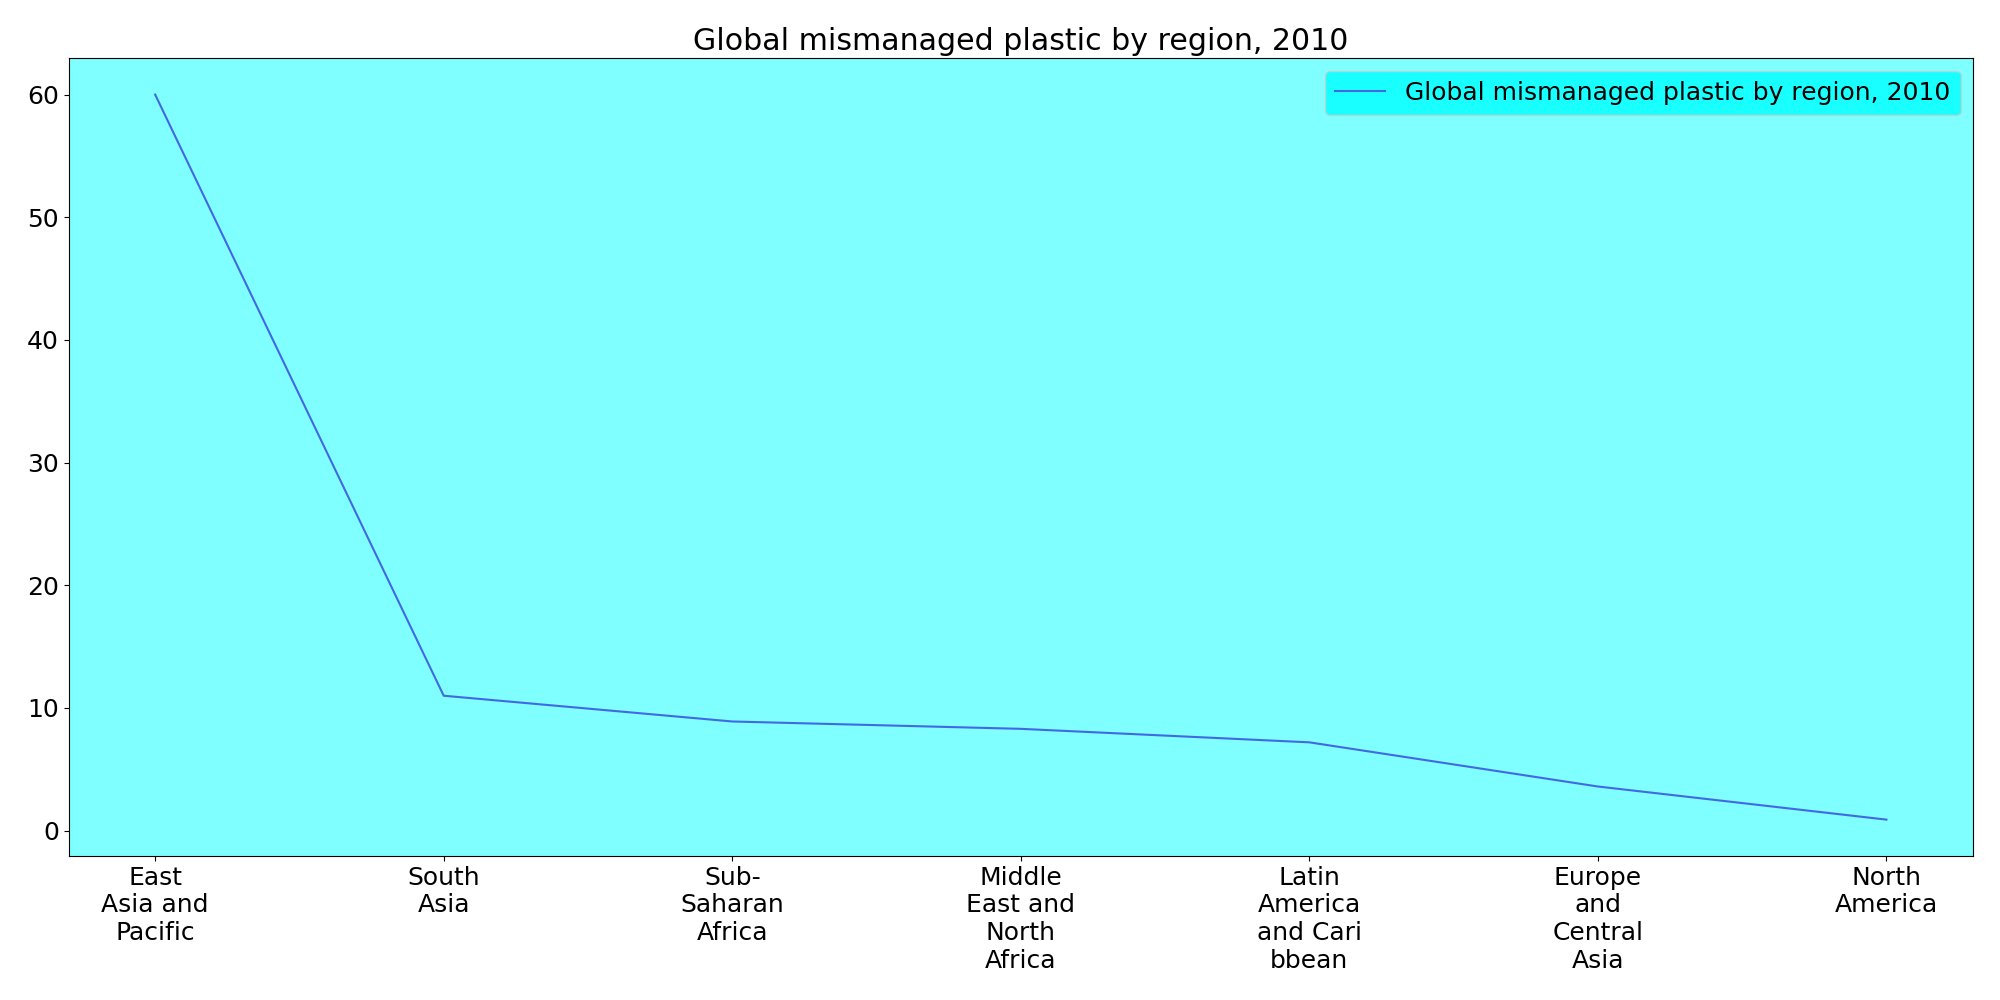 Global mismanaged plastic by region, 2010
Global mismanaged plastic by region, 2010
60
50
40
30
20
10
0
East
Asia and
Pacific
South
Asia
Sub-
Saharan
Africa
Middle
East and
North
Africa
Latin
America
and Cari
bbean
Europe
and
Central
Asia
North
America